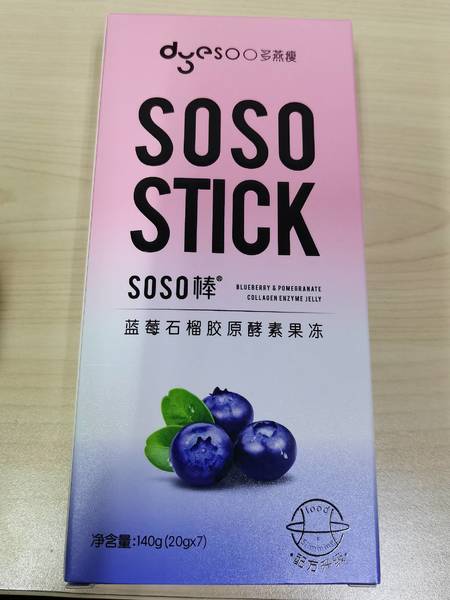 dyesoo多燕瘦
SOSO
STICK
SOSO棒®
BLUEBERRY & POMEGRANATE
COLLAGEN ENZYME JELLY
蓝莓石榴胶原酵素果冻
净含量:140g(20gx7)
food
配方升级